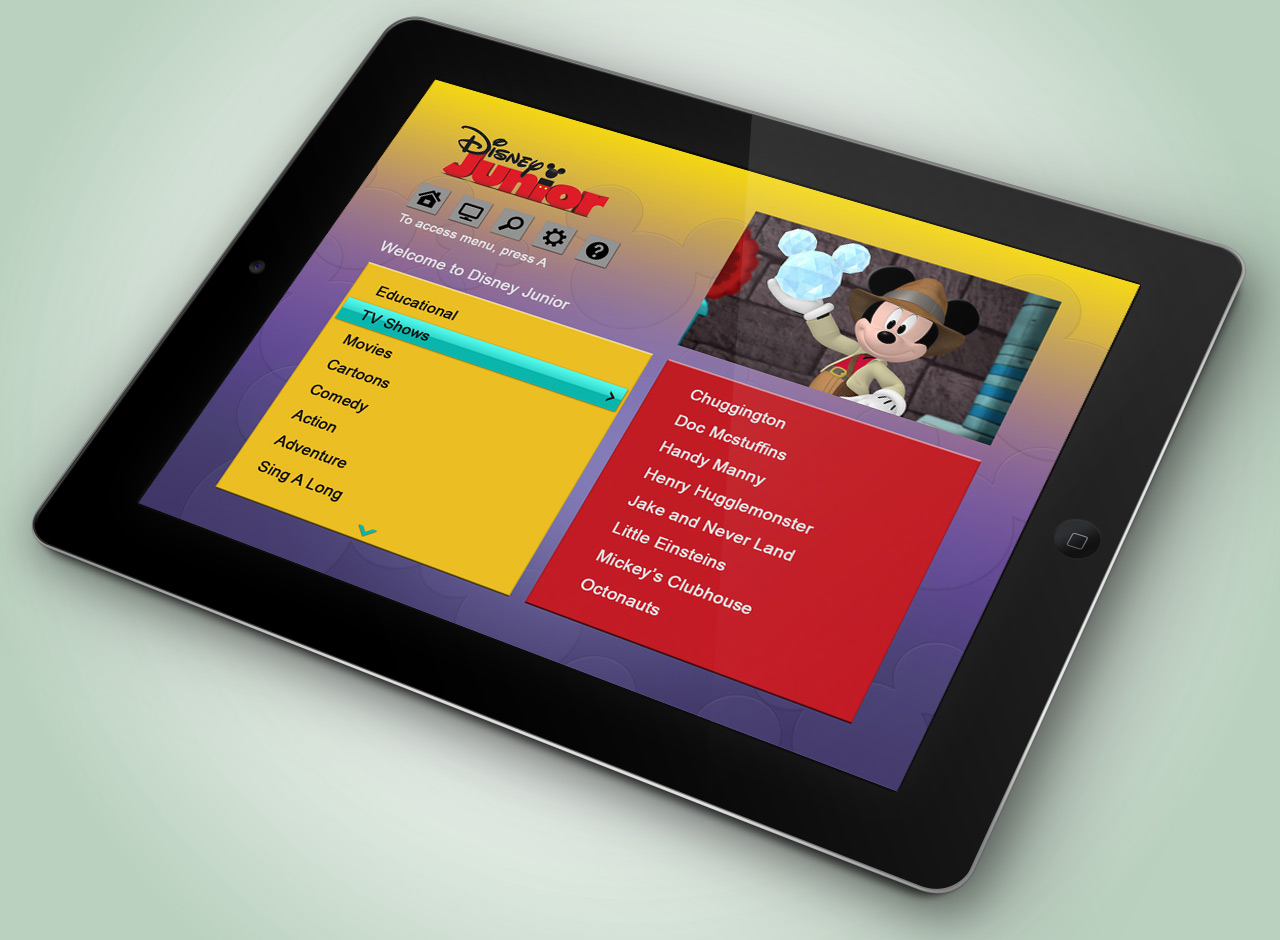 Disney
Junior
To access menu, press A
Welcome to Disney Junior
Educational
TV Shows
Movies
Cartoons
Comedy
Action
Adventure
Sing A Long
Chuggington
Doc Mcstuffins
Handy Manny
Henry Hugglemonster
Jake and Never Land
Little Einsteins
Mickey's Clubhouse
Octonauts